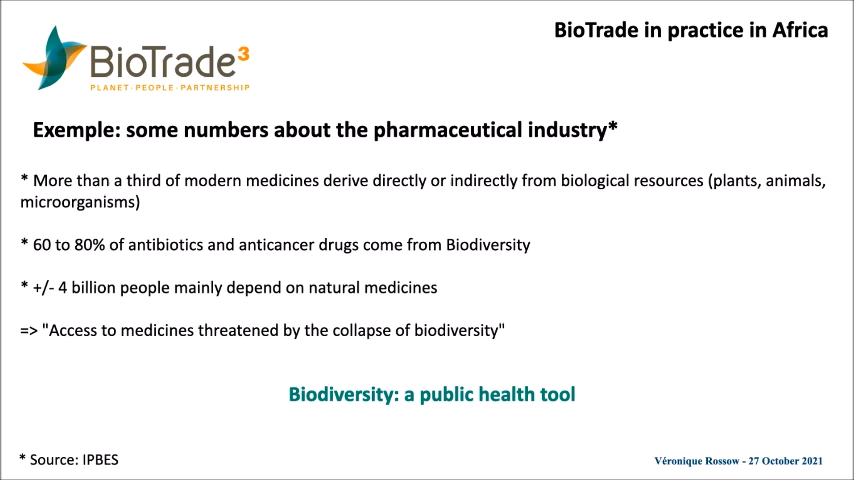 BioTrade in practice in Africa
BioTrade³
PLANET · PEOPLE · PARTNERSHIP
Exemple: some numbers about the pharmaceutical industry*
* More than a third of modern medicines derive directly or indirectly from biological resources (plants, animals,
microorganisms)
* 60 to 80% of antibiotics and anticancer drugs come from Biodiversity
* +/- 4 billion people mainly depend on natural medicines
=> "Access to medicines threatened by the collapse of biodiversity"
Biodiversity: a public health tool
* Source: IPBES
Véronique Rossow - 27 October 2021